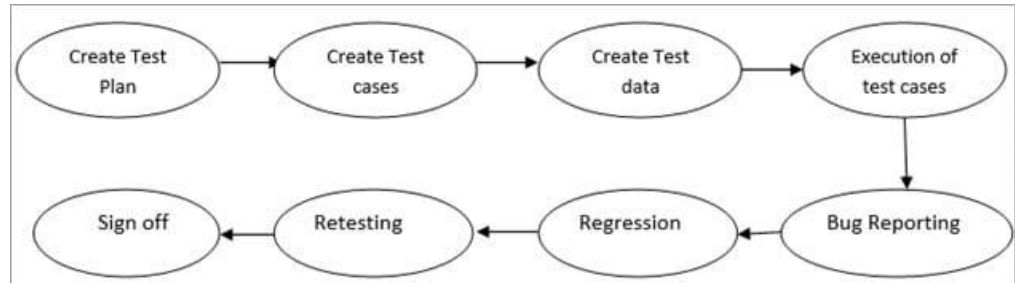 Create Test
Plan
Create Test
cases
Create Test
data
Execution of
test cases
Sign off
Retesting
Regression
Bug Reporting